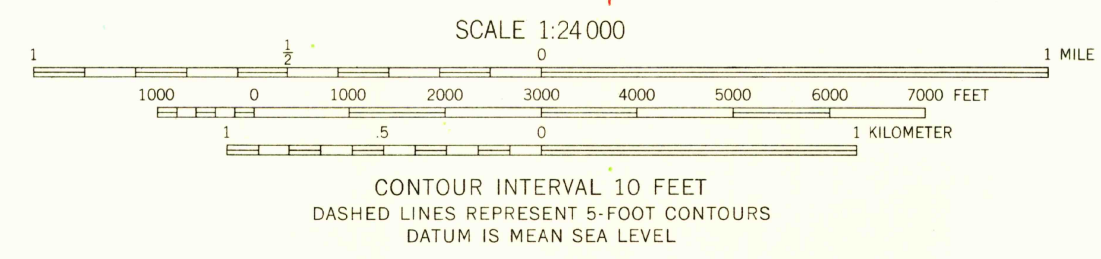 SCALE 1:24 000
1 ½ 0 1 MILE
1000 0 1000 2000 3000 4000 5000 6000 7000 FEET
1 .5 0 1 KILOMETER
CONTOUR INTERVAL 10 FEET
DASHED LINES REPRESENT 5-FOOT CONTOURS
DATUM IS MEAN SEA LEVEL